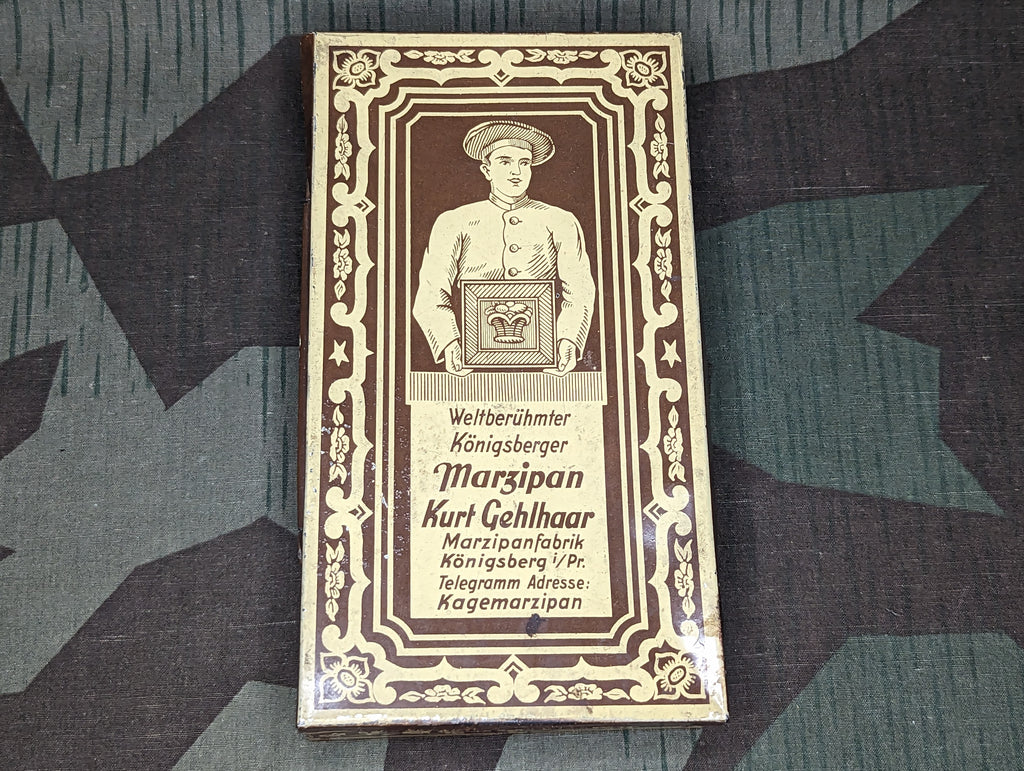 Weltberühmter
Königsberger
Marzipan
Kurt Gehlhaar
Marzipanfabrik
Königsberg i/Pr.
Telegramm Adresse:
Kagemarzipan